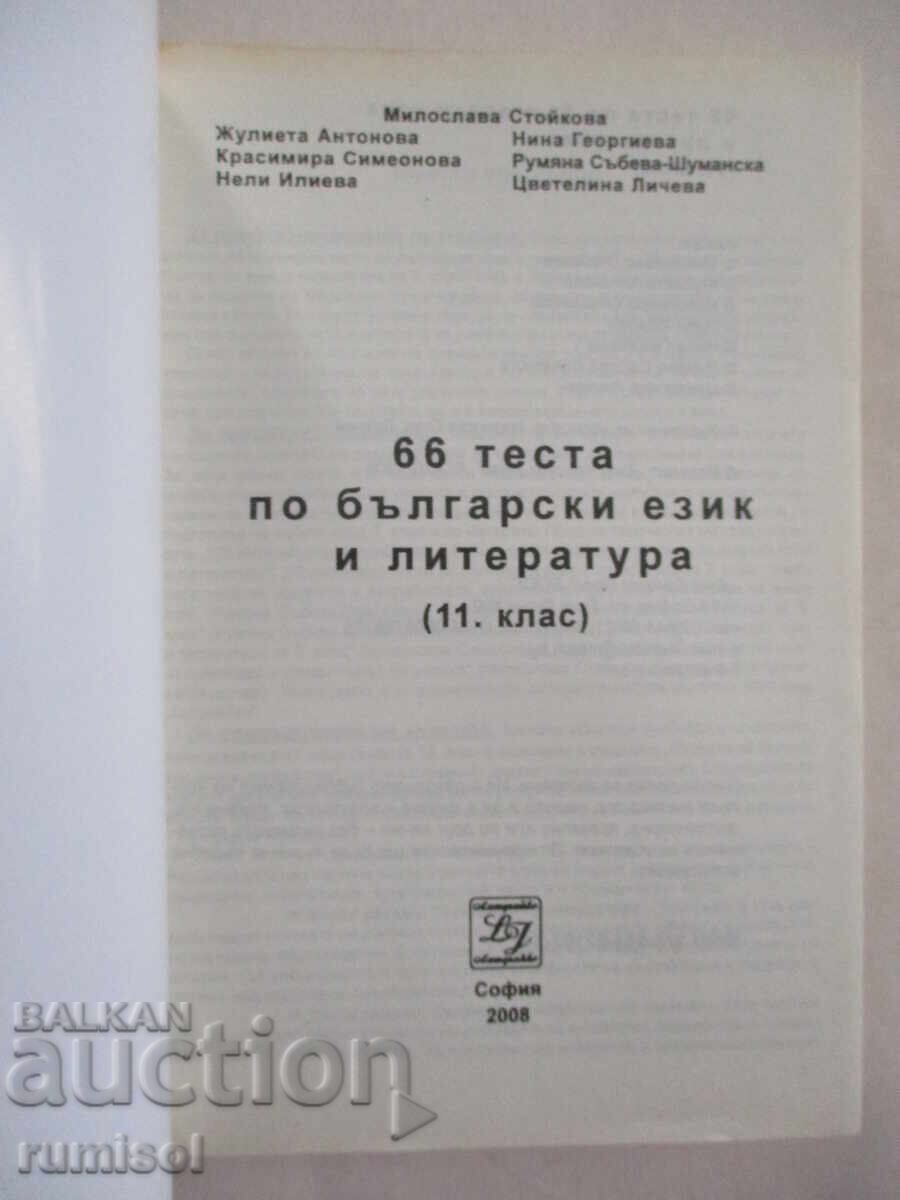 Милослава Стойкова
Жулиета Антонова Нина Георгиева
Красимира Симеонова Румяна Събева-Шуманска
Нели Илиева Цветелина Личева
66 теста
по български език
и литература
(11. клас)
LJ
София
2008
BALKAN
auction
rumisol